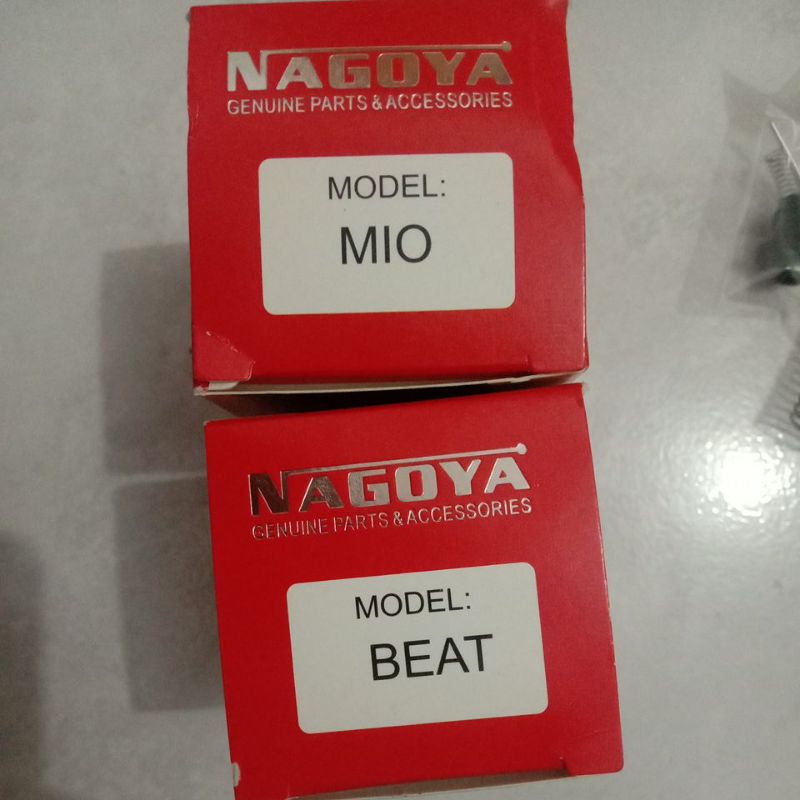 NAGOYA
GENUINE PARTS & ACCESSORIES
MODEL:
MIO
NAGOYA
GENUINE PARTS & ACCESSORIES
MODEL:
BEAT